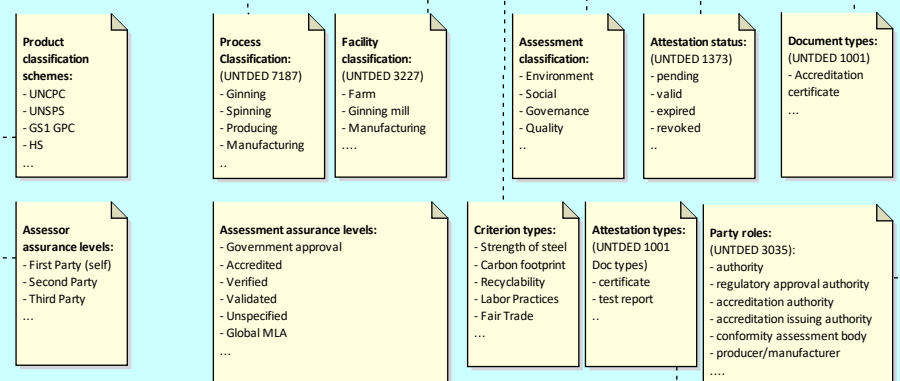 Product
classification
schemes:
- UNCPC
- UNSPS
- GS1 GPC
- HS
...
Process
Classification:
(UNTDED 7187)
- Ginning
- Spinning
- Producing
- Manufacturing
..
Facility
classification:
(UNTDED 3227)
- Farm
- Ginning mill
- Manufacturing
....
Assessment
classification:
- Environment
- Social
- Governance
- Quality
..
Attestation status:
(UNTDED 1373)
- pending
- valid
- expired
- revoked
..
Document types:
(UNTDED 1001)
- Accreditation
certificate
...
Assessor
assurance levels:
- First Party (self)
- Second Party
- Third Party
...
Assessment assurance levels:
- Government approval
- Accredited
- Verified
- Validated
- Unspecified
- Global MLA
...
Criterion types:
- Strength of steel
- Carbon footprint
- Recyclability
- Labor Practices
- Fair Trade
...
Attestation types:
(UNTDED 1001
Doc types)
- certificate
- test report
..
Party roles:
(UNTDED 3035):
- authority
- regulatory approval authority
- accreditation authority
- accreditation issuing authority
- conformity assessment body
- producer/manufacturer
....